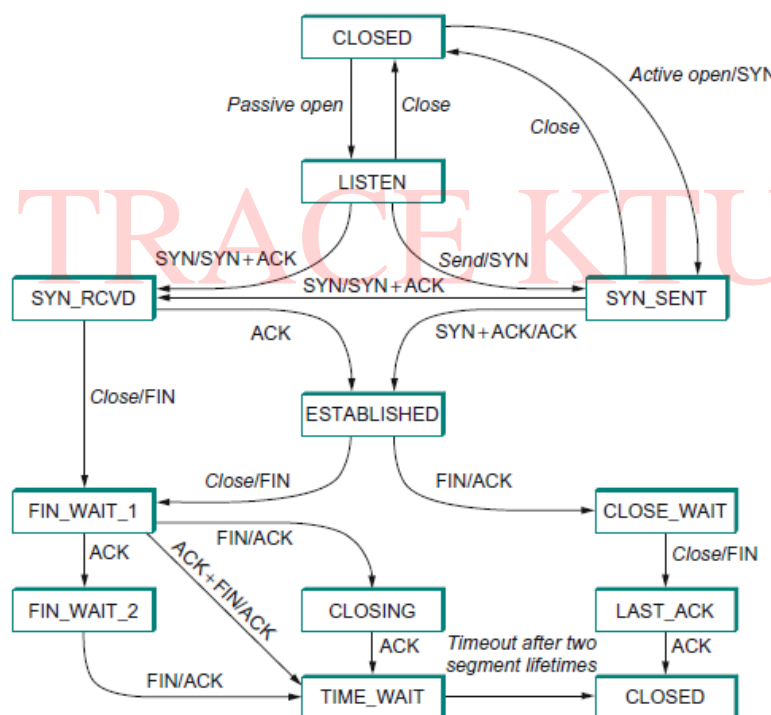 CLOSED
Active open/SYN
Passive open
Close
Close
LISTEN
TRACE KTU
SYN/SYN+ACK
Send/SYN
SYN/SYN+ACK
SYN_RCVD
SYN_SENT
ACK
SYN+ACK/ACK
Close/FIN
ESTABLISHED
Close/FIN
FIN/ACK
FIN_WAIT_1
CLOSE_WAIT
FIN/ACK
ACK
ACK+FIN/ACK
Close/FIN
FIN_WAIT_2
CLOSING
LAST_ACK
ACK
Timeout after two
segment lifetimes
ACK
FIN/ACK
TIME_WAIT
CLOSED